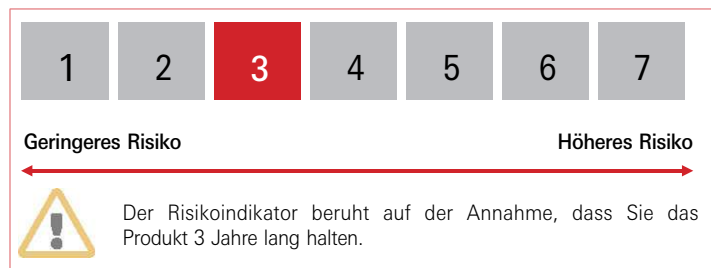 1 2 3 4 5 6 7
Geringeres Risiko Höheres Risiko
Der Risikoindikator beruht auf der Annahme, dass Sie das
Produkt 3 Jahre lang halten.